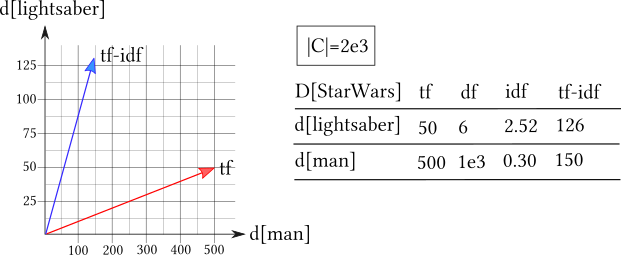 d[lightsaber]
tf-idf
125
100
75
50
25
tf
d[man]
100 200 300 400 500
|C|=2e3
D[StarWars] tf df idf tf-idf
d[lightsaber] 50 6 2.52 126
d[man] 500 1e3 0.30 150